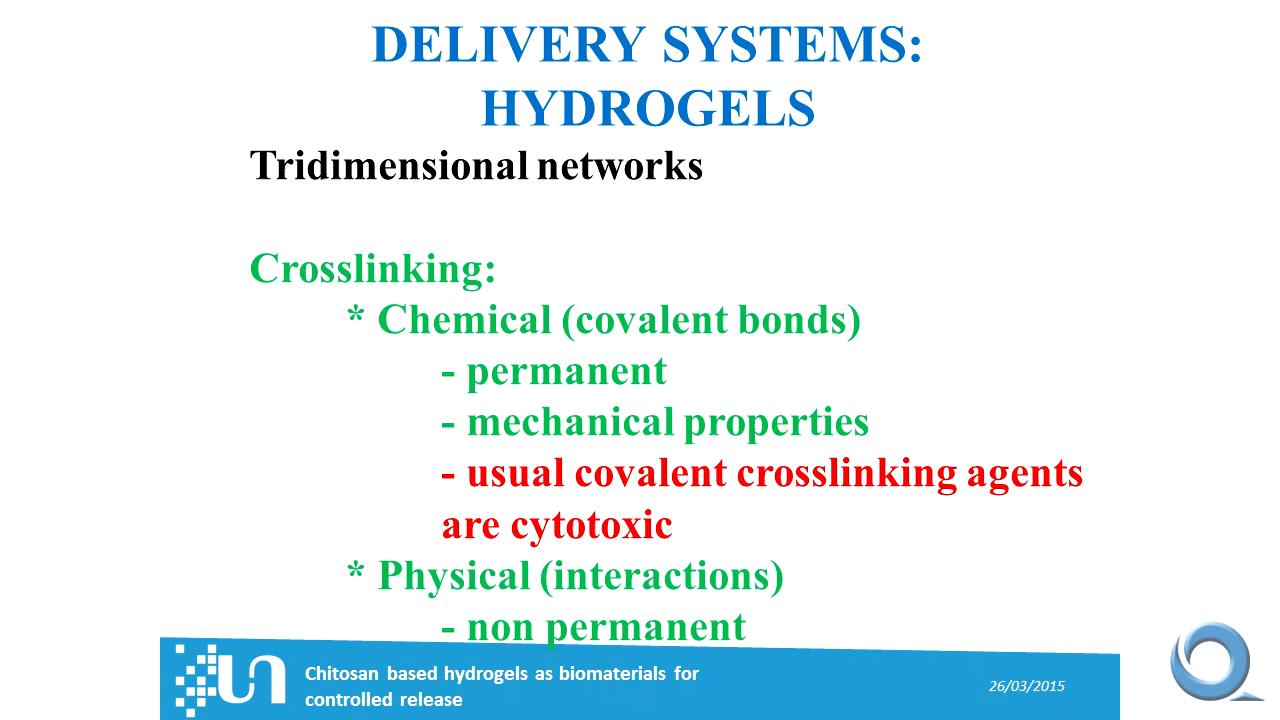 DELIVERY SYSTEMS:
HYDROGELS
Tridimensional networks
Crosslinking:
* Chemical (covalent bonds)
- permanent
- mechanical properties
- usual covalent crosslinking agents
are cytotoxic
* Physical (interactions)
- non permanent
Chitosan based hydrogels as biomaterials for
controlled release
26/03/2015